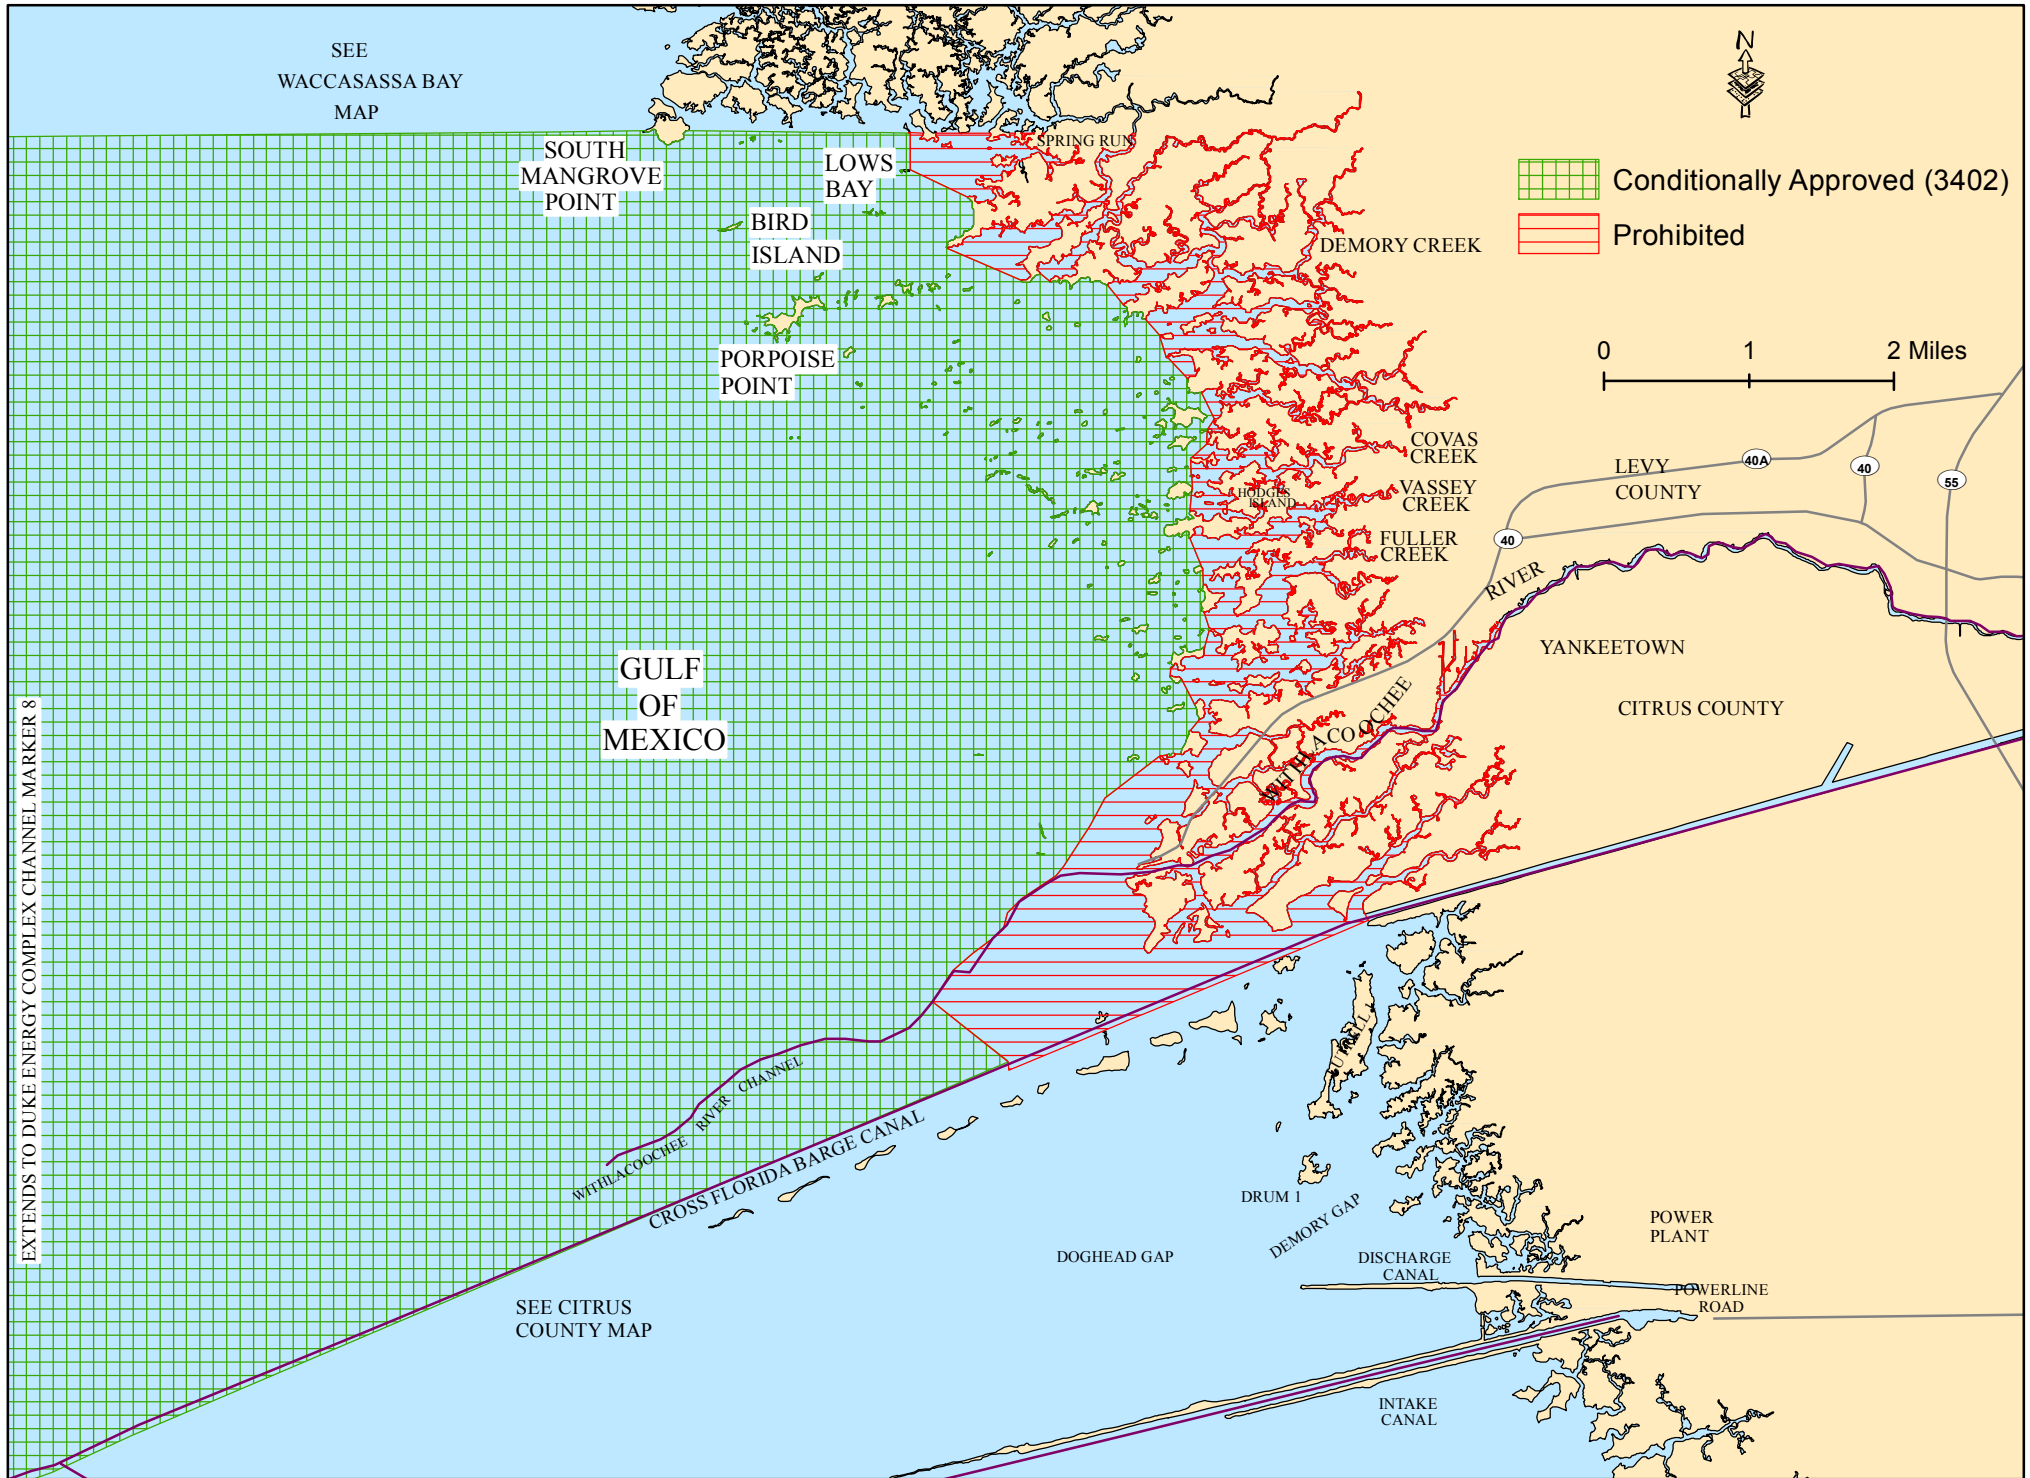 SEE
WACCASASSA BAY
MAP
N
SOUTH
MANGROVE
POINT
LOWS
BAY
SPRING RUN
BIRD
ISLAND
Conditionally Approved (3402)
Prohibited
DEMORY CREEK
PORPOISE
POINT
0 1 2 Miles
COVAS
CREEK
VASSEY
CREEK
HODGES
ISLAND
FULLER
CREEK
LEVY
COUNTY
40A
40
55
40
RIVER
YANKEETOWN
CITRUS COUNTY
GULF
OF
MEXICO
WITHLACOOCHEE
EXTENDS TO DUKE ENERGY COMPLEX CHANNEL MARKER 8
WITHLACOOCHEE RIVER CHANNEL
CROSS FLORIDA BARGE CANAL
DRUM 1
DEMORY GAP
DOGHEAD GAP
DISCHARGE
CANAL
POWER
PLANT
POWERLINE
ROAD
SEE CITRUS
COUNTY MAP
INTAKE
CANAL